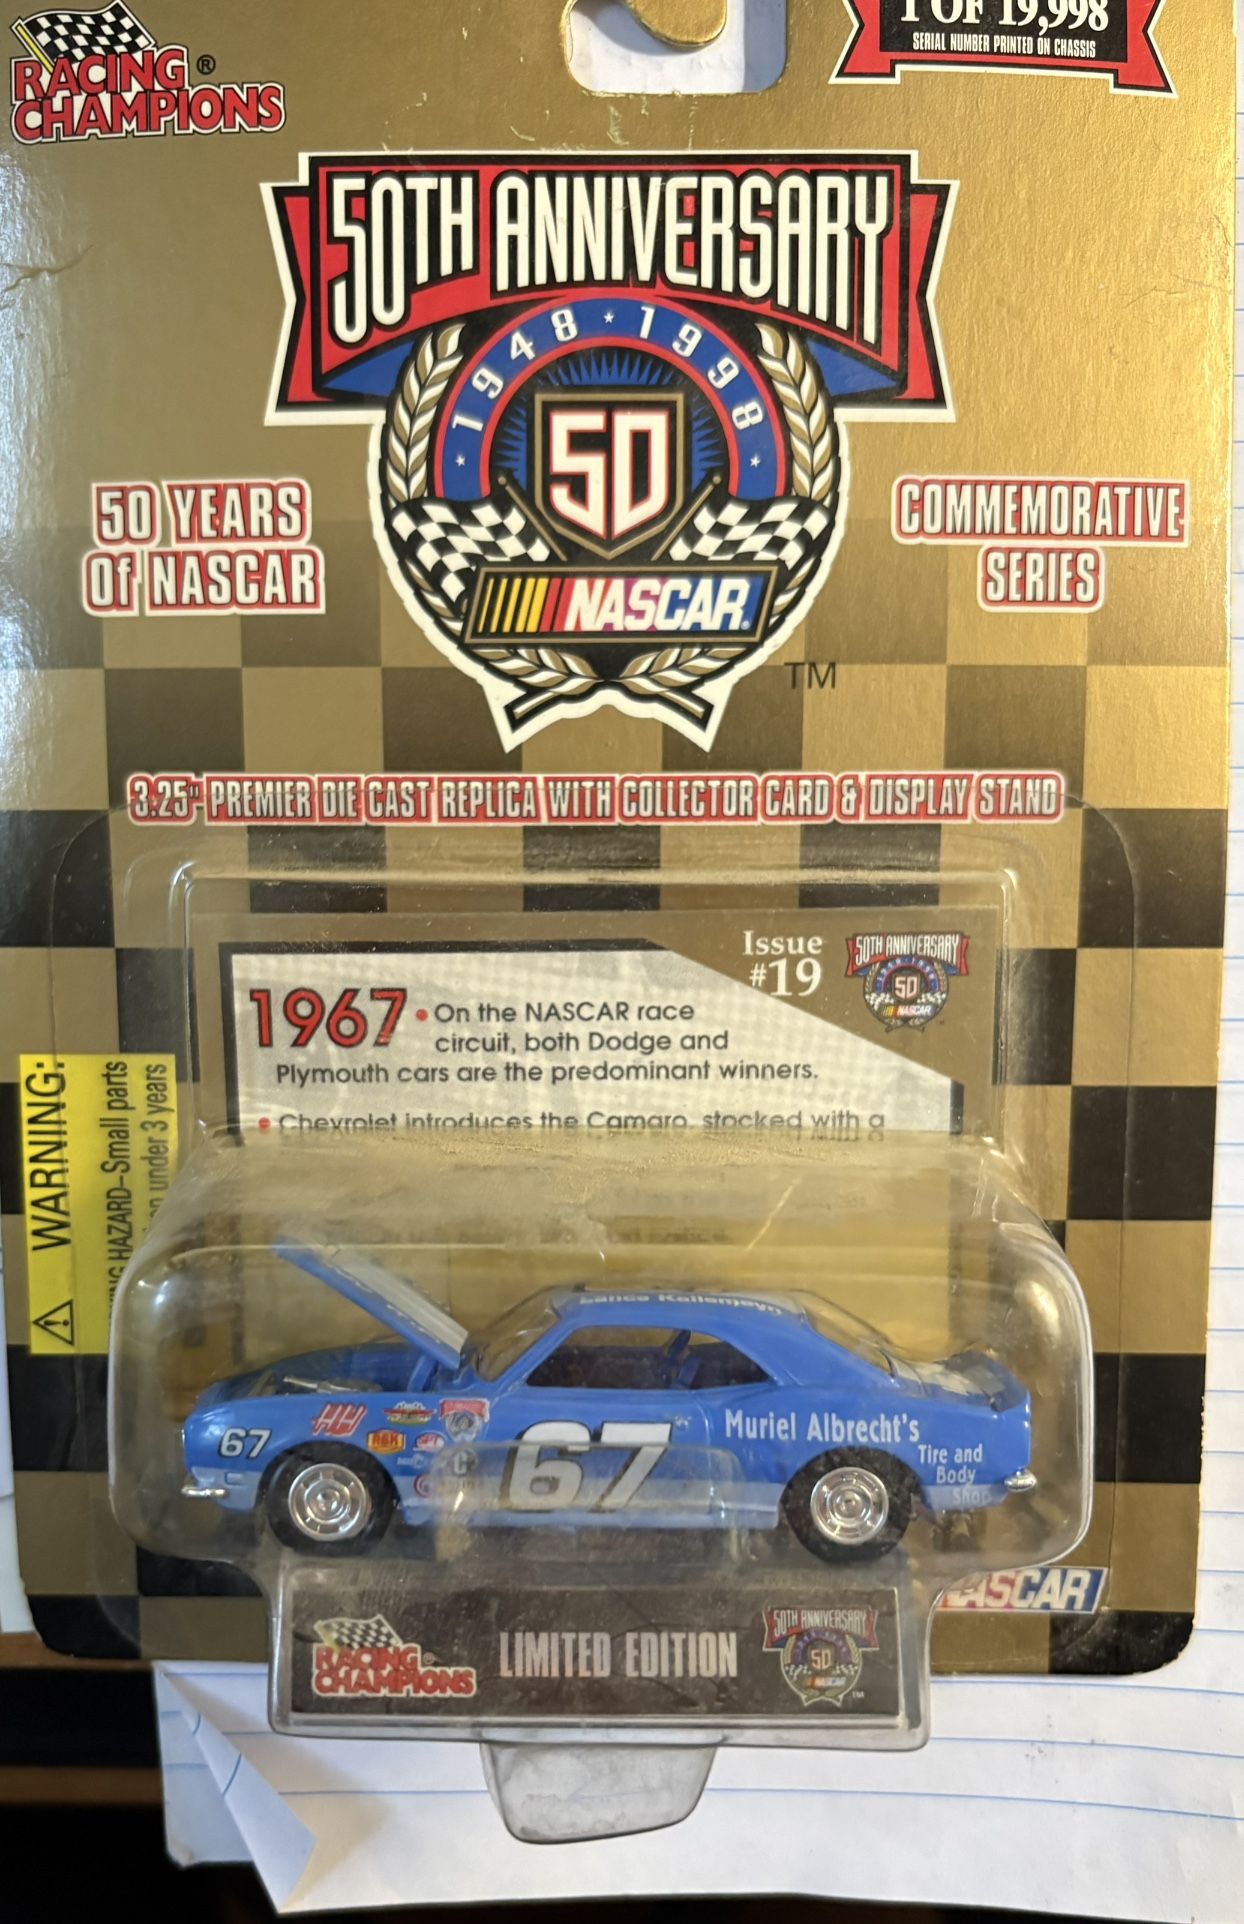 RACING ®
CHAMPIONS
1 OF 19,998
SERIAL NUMBER PRINTED ON CHASSIS
50TH ANNIVERSARY
1948 ★ 1998
50
NASCAR.
TM
50 YEARS
Of NASCAR
COMMEMORATIVE
SERIES
3.25" PREMIER DIE CAST REPLICA WITH COLLECTOR CARD & DISPLAY STAND
Issue
#19
50TH ANNIVERSARY
50
NASCAR
1967 • On the NASCAR race
circuit, both Dodge and
Plymouth cars are the predominant winners.
• Chevrolet introduces the Camaro, stocked with a
⚠ WARNING:
HAZARD-Small parts
under 3 years
67
67
Muriel Albrecht's
Tire and
Body
Shop
NASCAR
RACING ®
CHAMPIONS
LIMITED EDITION
50TH ANNIVERSARY
50
NASCAR
TM